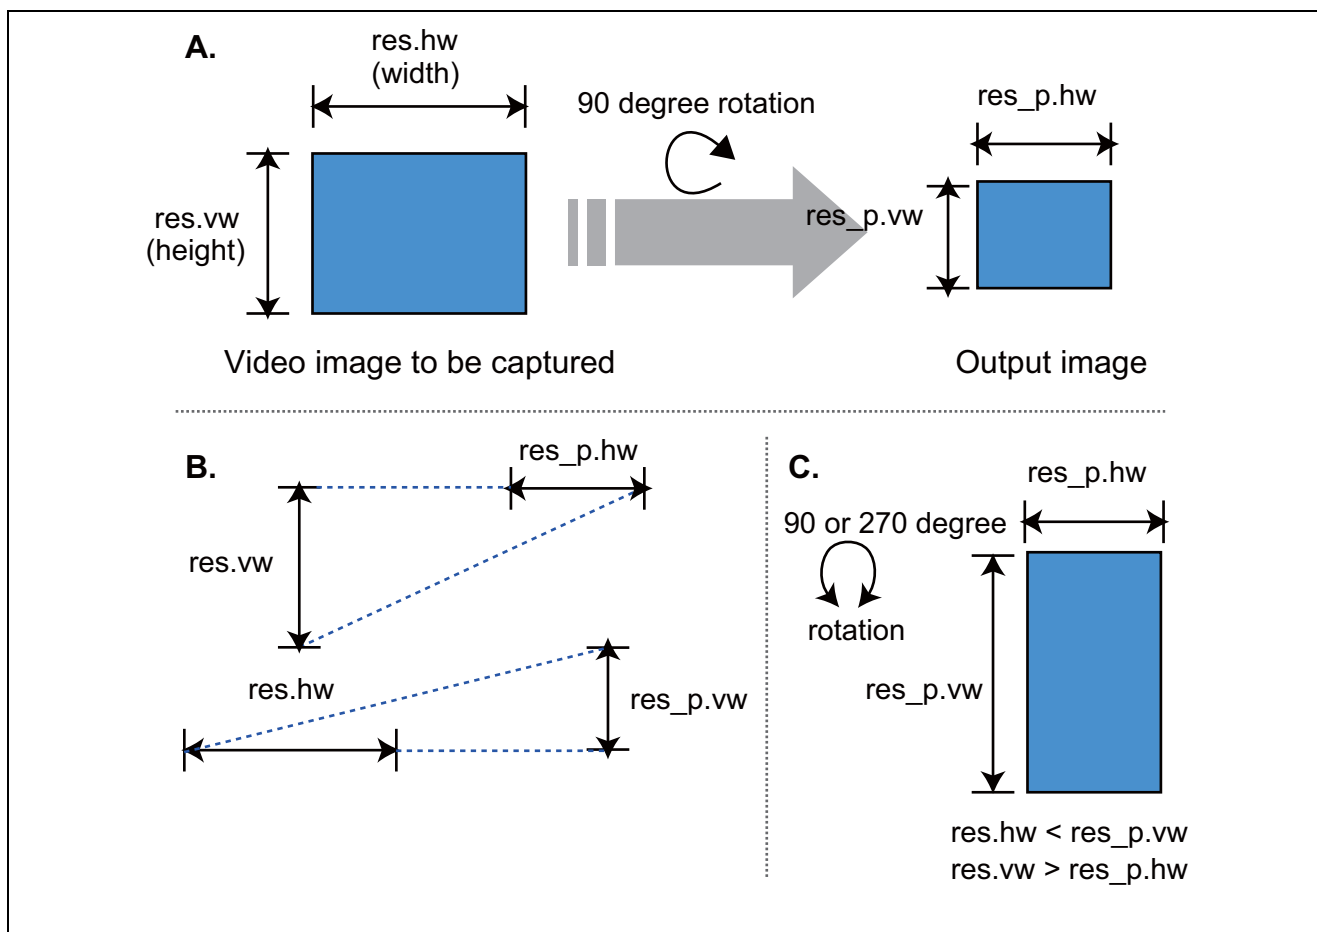 A.
res.hw
(width)
90 degree rotation
res_p.hw
res.vw
(height)
res_p.vw
Video image to be captured
Output image
B.
res_p.hw
res.vw
res.hw
res_p.vw
C.
res_p.hw
90 or 270 degree
rotation
res_p.vw
res.hw < res_p.vw
res.vw > res_p.hw